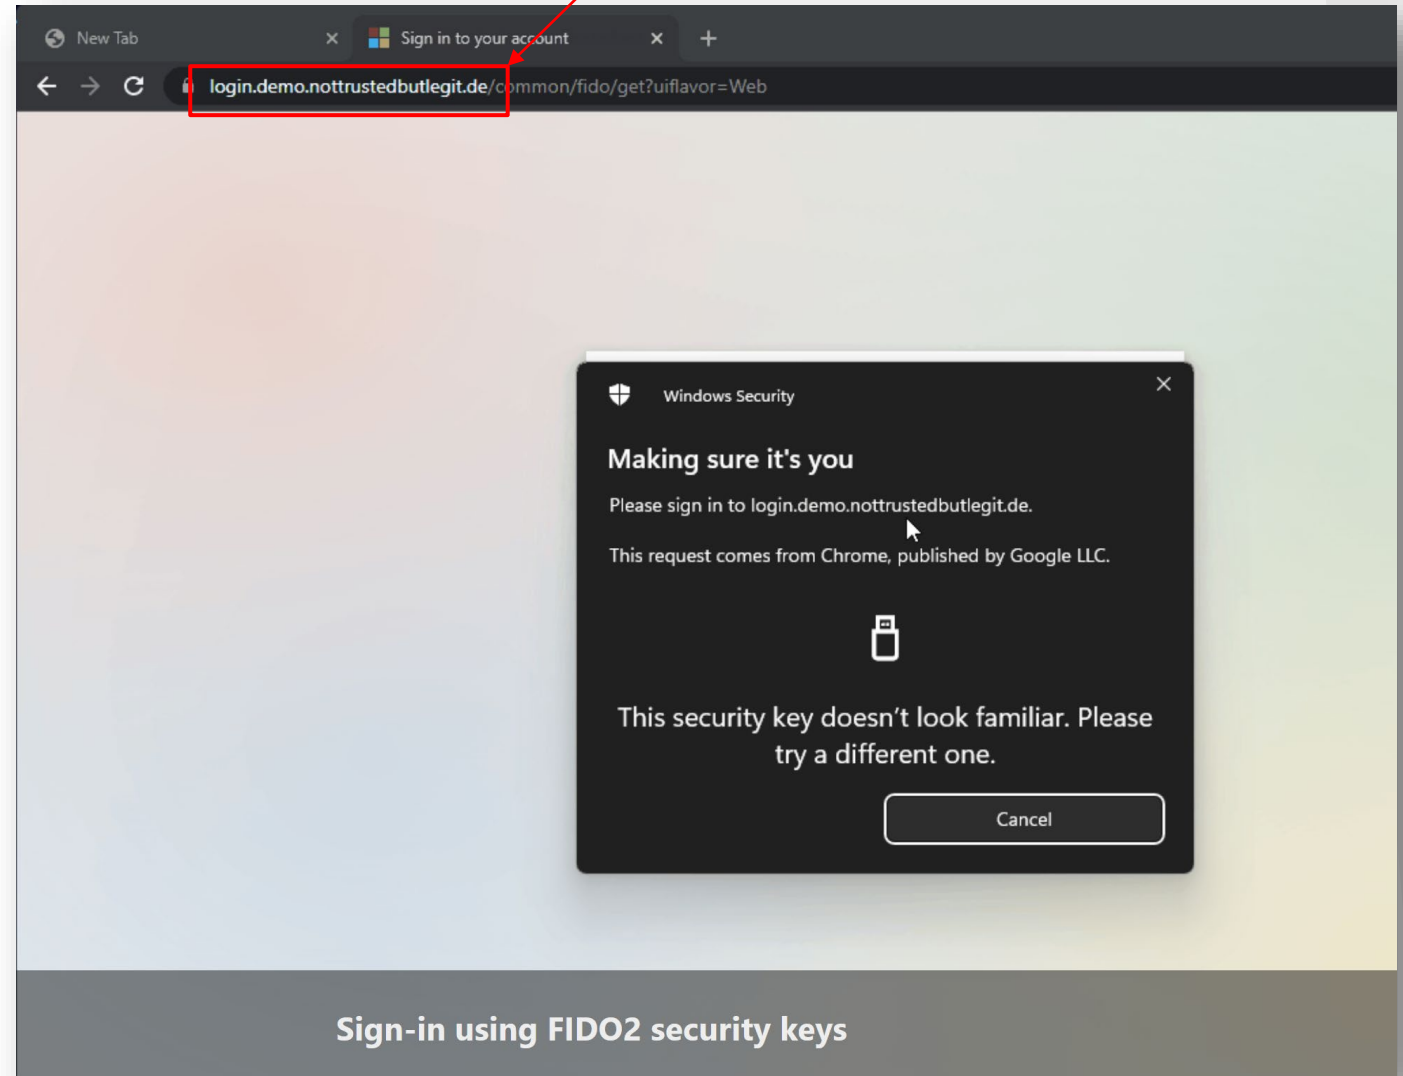 New Tab
Sign in to your account
login.demo.nottrustedbutlegit.de/common/fido/get?uiflavor=Web
Windows Security
Making sure it's you
Please sign in to login.demo.nottrustedbutlegit.de.
This request comes from Chrome, published by Google LLC.
This security key doesn’t look familiar. Please
try a different one.
Cancel
Sign-in using FIDO2 security keys